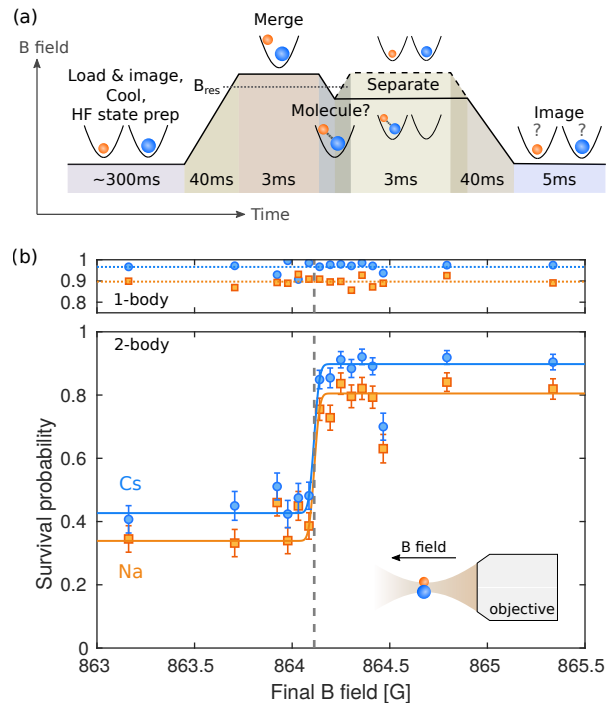 (a)
B field
Merge
Load & image,
Cool,
HF state prep
B_res
Separate
Molecule?
Image
? ?
~300ms 40ms 3ms 3ms 40ms 5ms
Time
(b)
1
0.9
0.8
1-body
1
0.8
0.6
0.4
0.2
0
2-body
Survival probability
Cs
Na
B field
objective
863 863.5 864 864.5 865 865.5
Final B field [G]